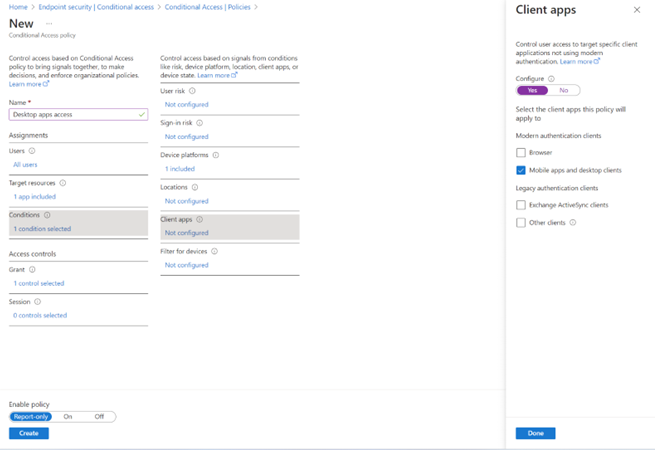 Home > Endpoint security | Conditional access > Conditional Access | Policies >
New ...
Conditional Access policy
Control access based on Conditional Access
policy to bring signals together, to make
decisions, and enforce organizational policies.
Learn more
Name *
Desktop apps access
Assignments
Users
All users
Target resources
1 app included
Conditions
1 condition selected
Access controls
Grant
1 control selected
Session
0 controls selected
Control access based on signals from conditions
like risk, device platform, location, client apps, or
device state. Learn more
User risk
Not configured
Sign-in risk
Not configured
Device platforms
1 included
Locations
Not configured
Client apps
Not configured
Filter for devices
Not configured
Enable policy
Report-only On Off
Create
Client apps
Control user access to target specific client
applications not using modern
authentication. Learn more
Configure
Yes No
Select the client apps this policy will
apply to
Modern authentication clients
Browser
Mobile apps and desktop clients
Legacy authentication clients
Exchange ActiveSync clients
Other clients
Done